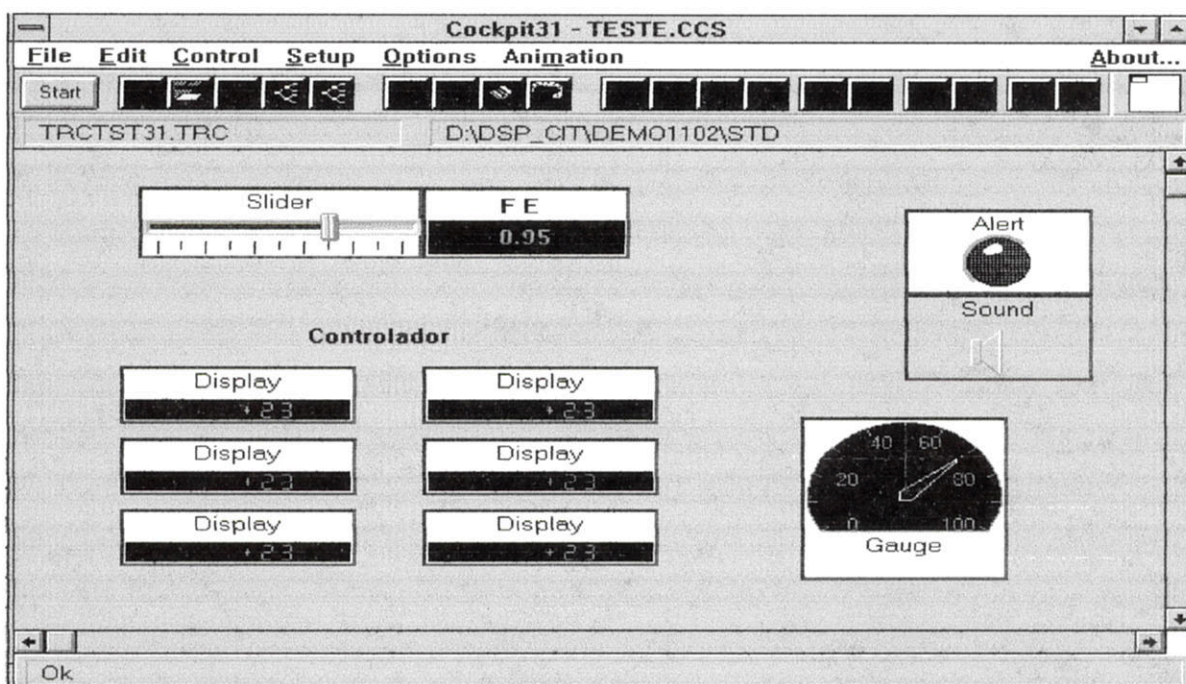 Cockpit31 - TESTE.CCS
File Edit Control Setup Options Animation About...
Start
TRCTST31.TRC D:\DSP_CIT\DEMO1102\STD
Slider F E
0.95
Alert
Sound
Controlador
Display Display
+ 2.3 + 2.3
Display Display
+ 2.3 + 2.3
Display Display
+ 2.3 + 2.3
40 60
20 80
0 100
Gauge
Ok